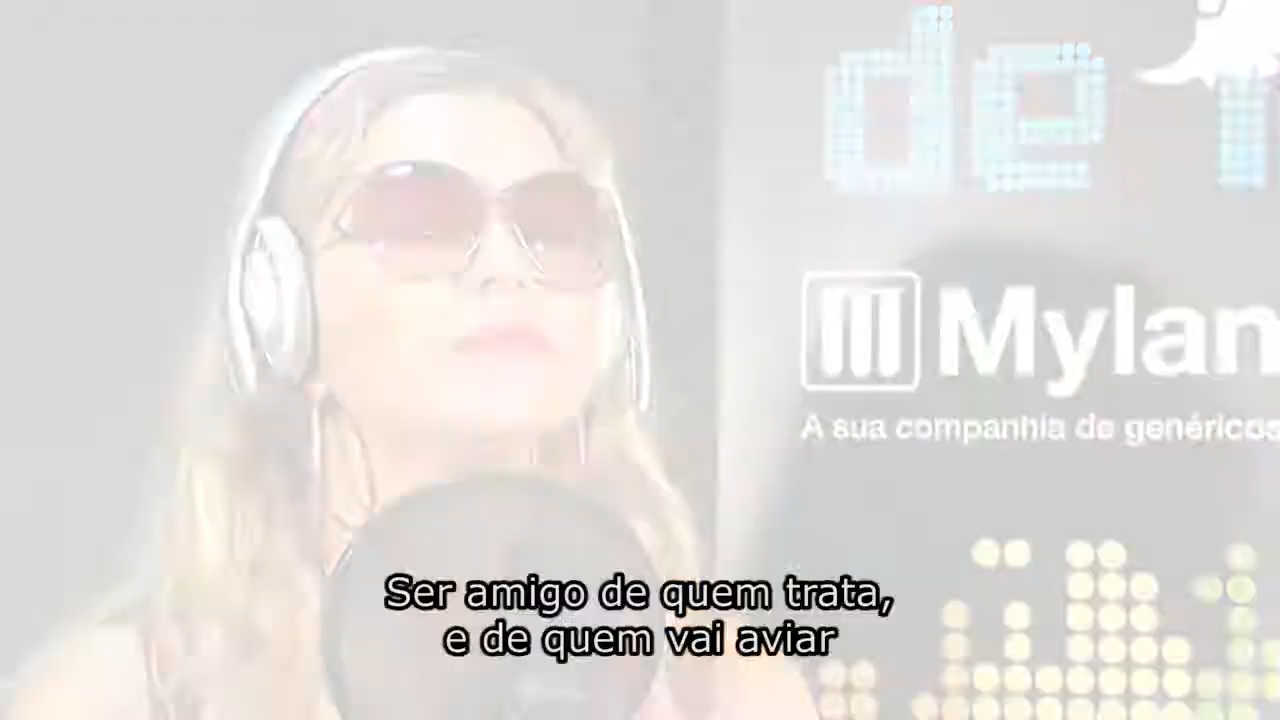 de
Mylan
A sua companhia de genéricos
Ser amigo de quem trata,
e de quem vai aviar